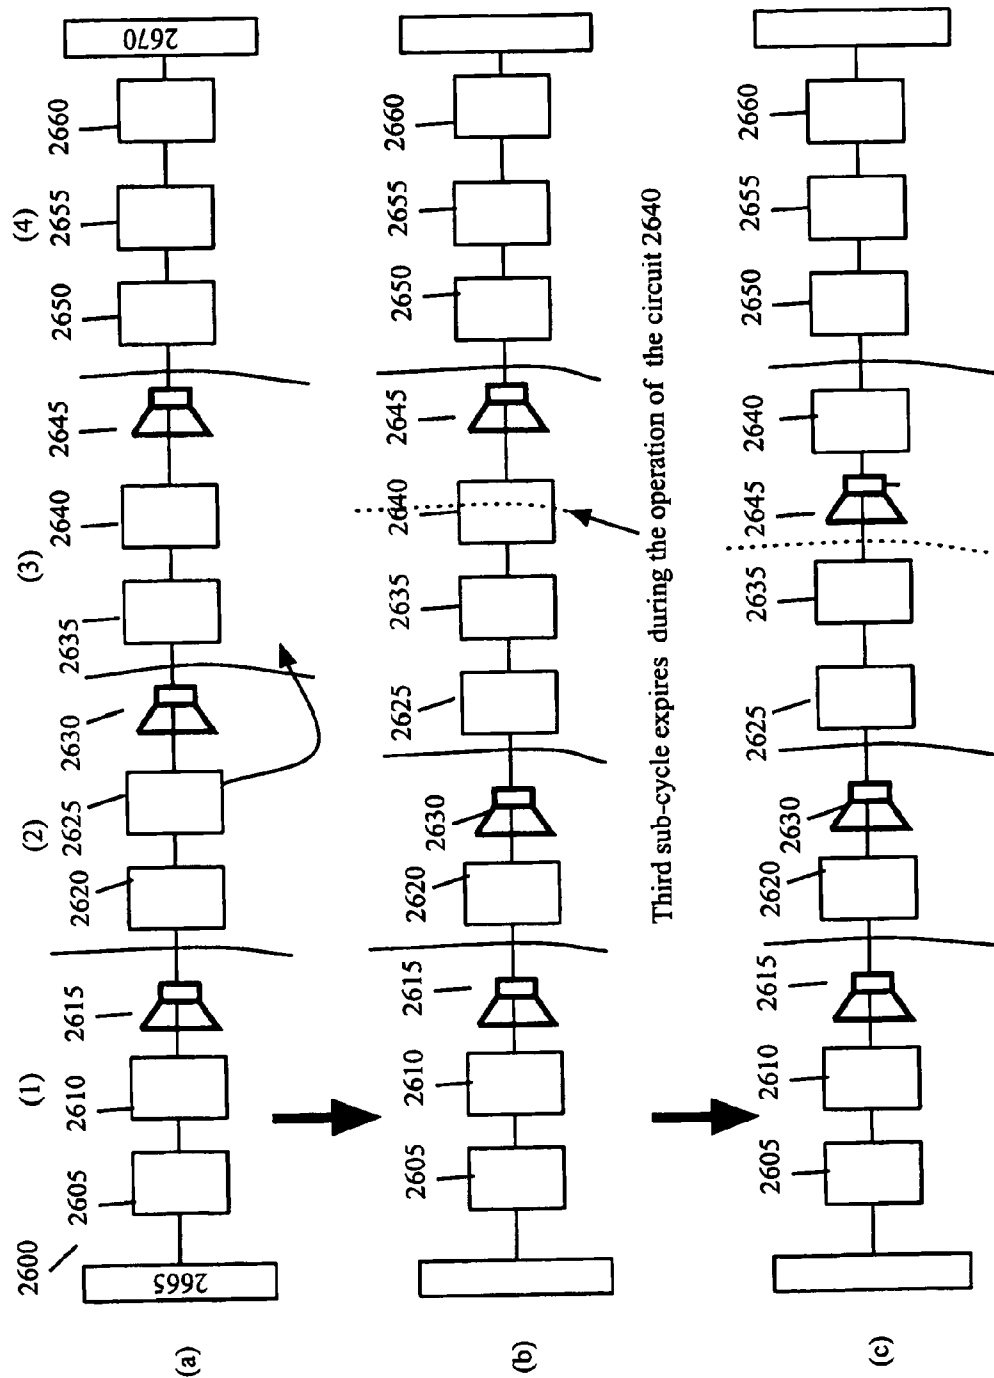 2600 (1) (2) (3) (4)
2605 2610 2615 2620 2625 2630 2635 2640 2645 2650 2655 2660
(a) 2665 2670
2605 2610 2615 2620 2630 2625 2635 2640 2645 2650 2655 2660
(b)
Third sub-cycle expires during the operation of the circuit 2640
2605 2610 2615 2620 2630 2625 2635 2645 2640 2650 2655 2660
(c)